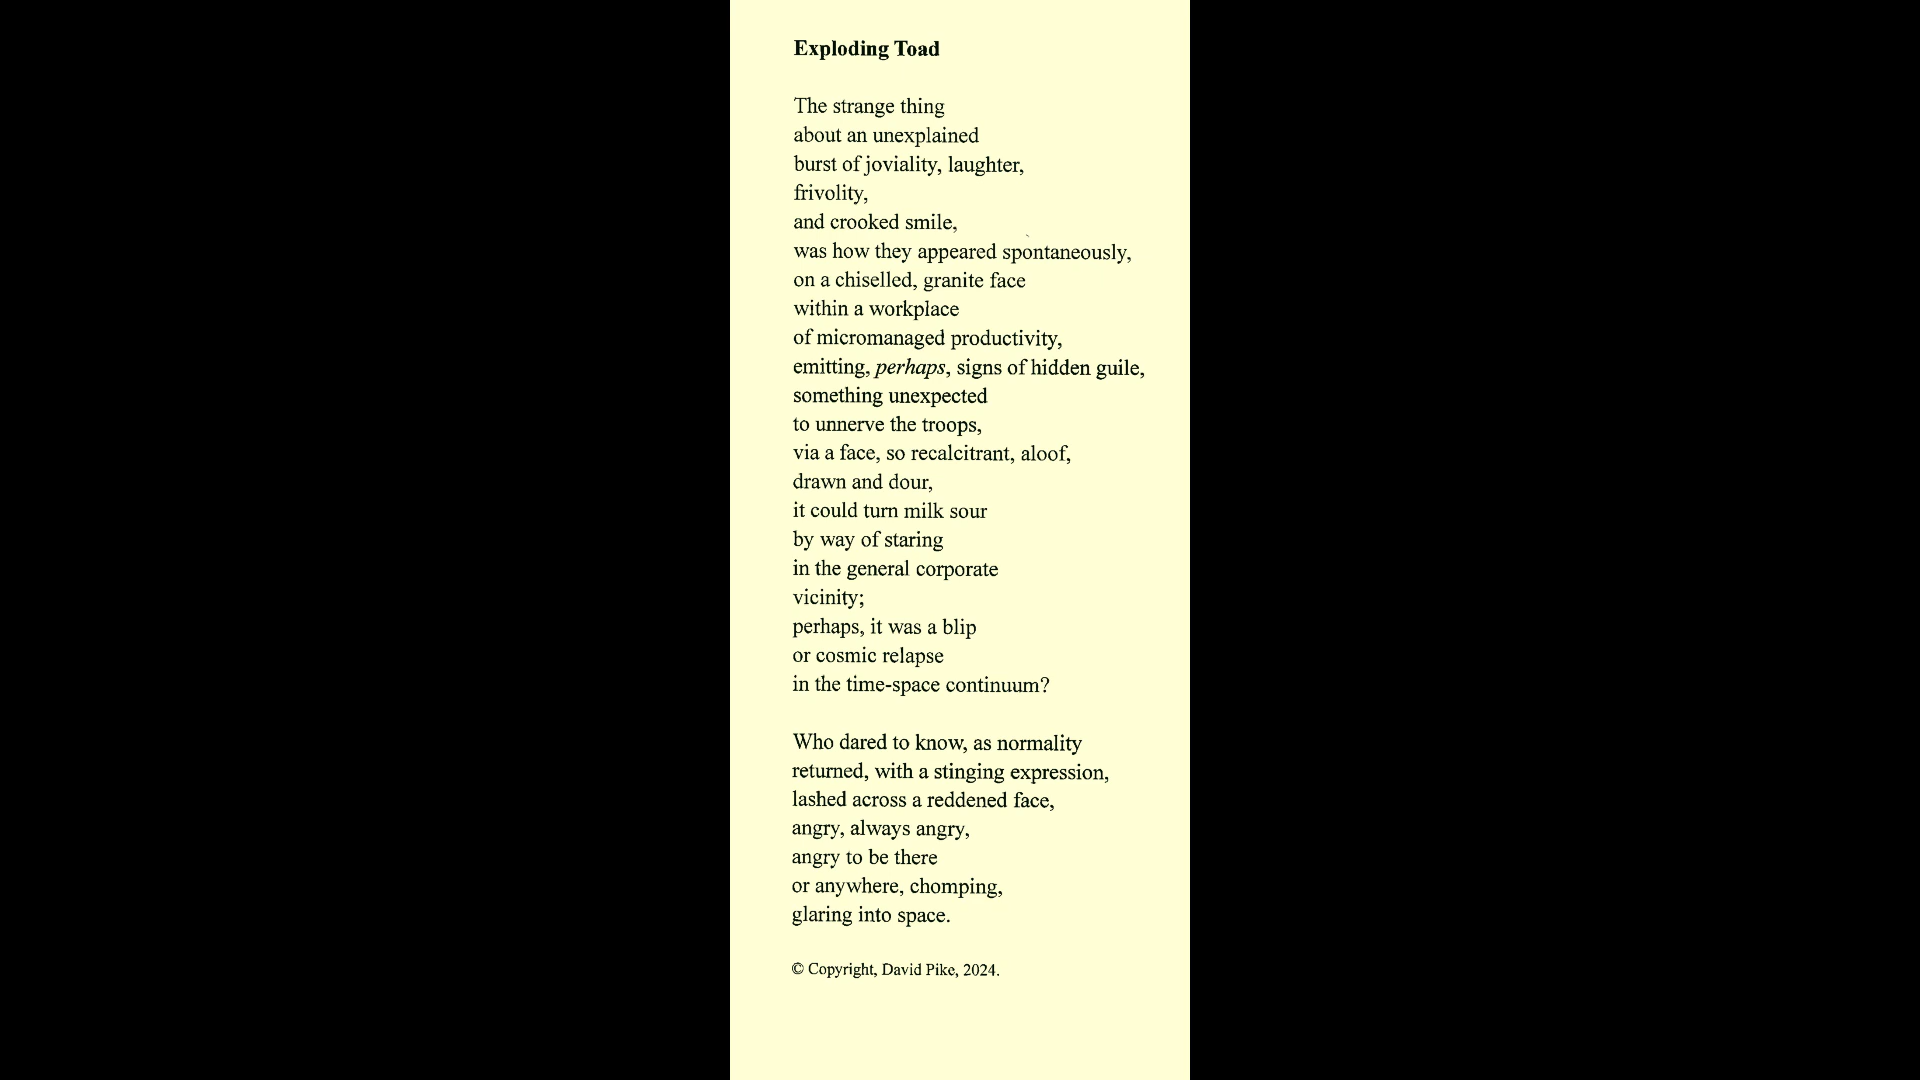 Exploding Toad
The strange thing
about an unexplained
burst of joviality, laughter,
frivolity,
and crooked smile,
was how they appeared spontaneously,
on a chiselled, granite face
within a workplace
of micromanaged productivity,
emitting, perhaps, signs of hidden guile,
something unexpected
to unnerve the troops,
via a face, so recalcitrant, aloof,
drawn and dour,
it could turn milk sour
by way of staring
in the general corporate
vicinity;
perhaps, it was a blip
or cosmic relapse
in the time-space continuum?
Who dared to know, as normality
returned, with a stinging expression,
lashed across a reddened face,
angry, always angry,
angry to be there
or anywhere, chomping,
glaring into space.
© Copyright, David Pike, 2024.